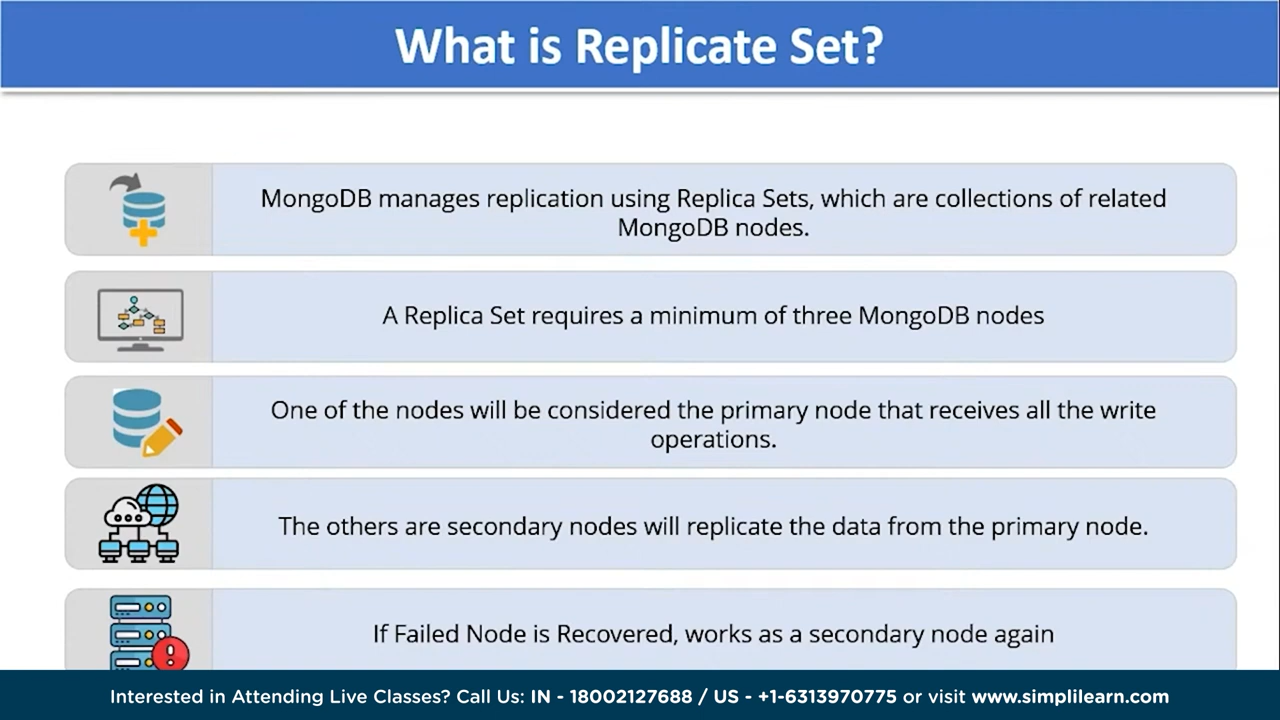 What is Replicate Set?
MongoDB manages replication using Replica Sets, which are collections of related
MongoDB nodes.
A Replica Set requires a minimum of three MongoDB nodes
One of the nodes will be considered the primary node that receives all the write
operations.
The others are secondary nodes will replicate the data from the primary node.
If Failed Node is Recovered, works as a secondary node again
Interested in Attending Live Classes? Call Us: IN - 18002127688 / US - +1-6313970775 or visit www.simplilearn.com